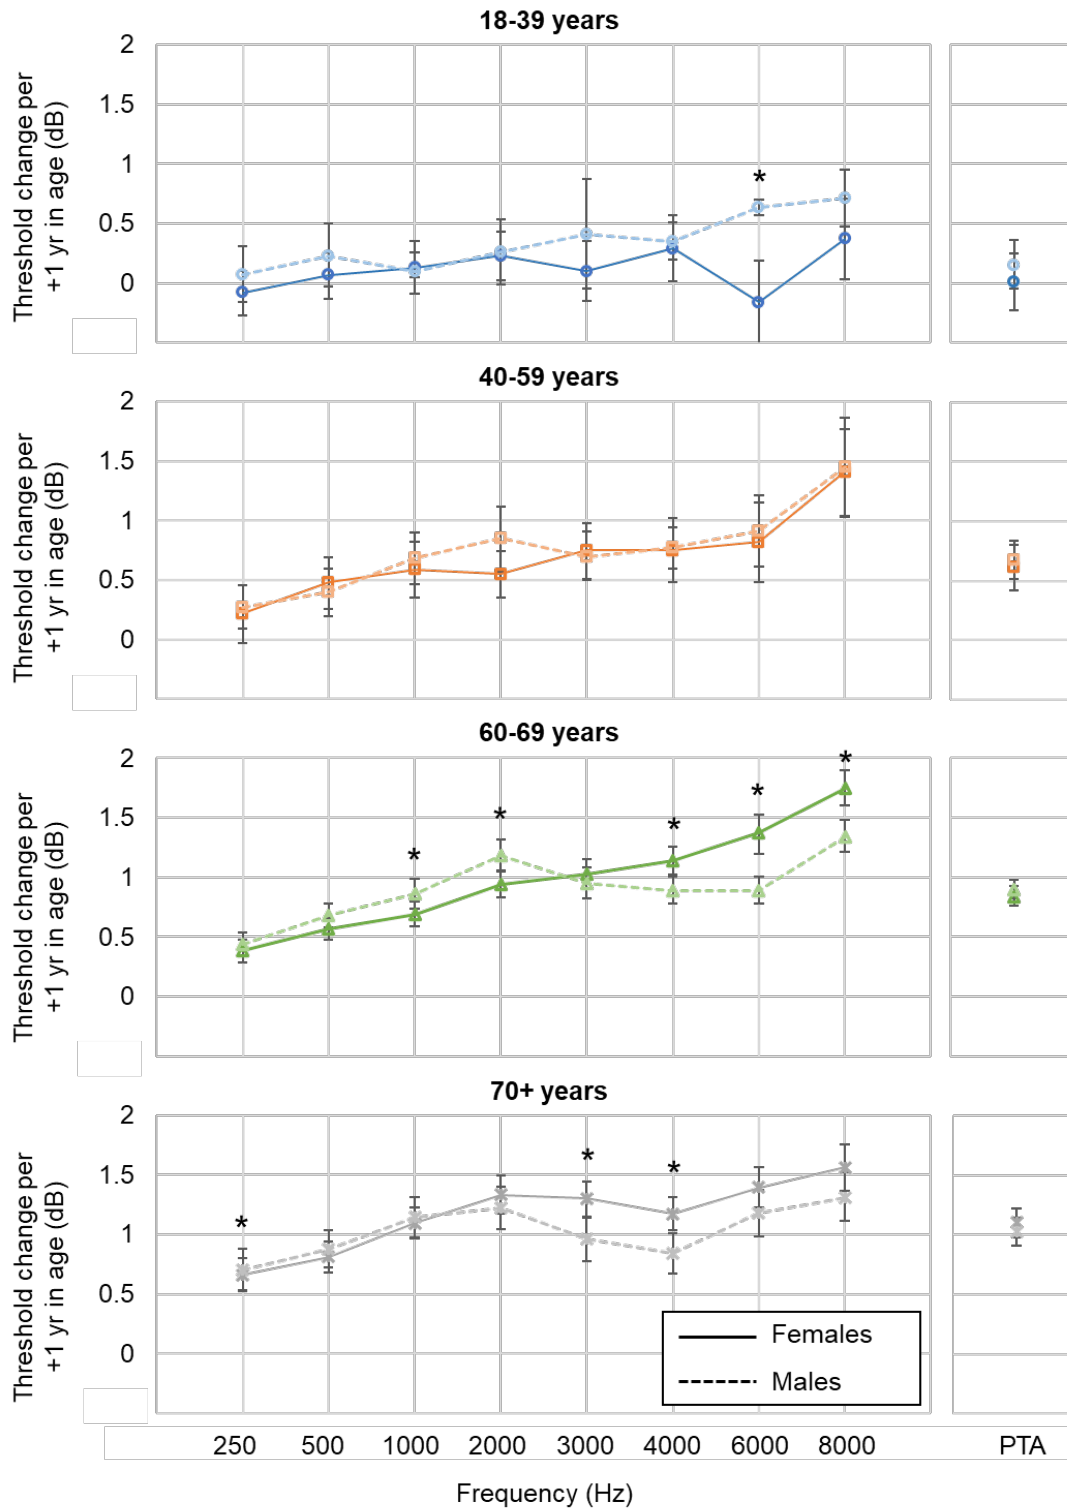 18-39 years
Threshold change per
+1 yr in age (dB)
2
1.5
1
0.5
0
*
40-59 years
Threshold change per
+1 yr in age (dB)
2
1.5
1
0.5
0
60-69 years
Threshold change per
+1 yr in age (dB)
2
1.5
1
0.5
0
* * * * *
70+ years
Threshold change per
+1 yr in age (dB)
2
1.5
1
0.5
0
* * *
Females
Males
250 500 1000 2000 3000 4000 6000 8000 PTA
Frequency (Hz)